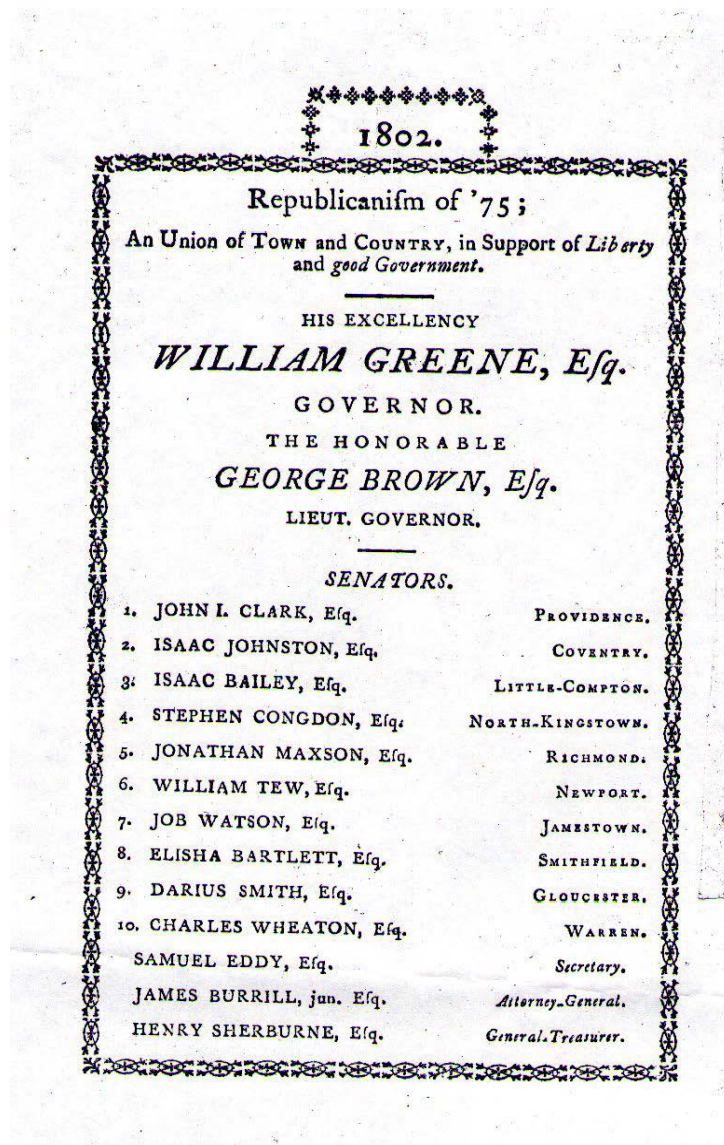 1802.
Republicaniſm of '75;
An Union of TOWN and COUNTRY, in Support of Liberty
and good Government.
HIS EXCELLENCY
WILLIAM GREENE, Eſq.
GOVERNOR.
THE HONORABLE
GEORGE BROWN, Eſq.
LIEUT. GOVERNOR.
SENATORS.
1. JOHN I. CLARK, Eſq. PROVIDENCE.
2. ISAAC JOHNSTON, Eſq. COVENTRY.
3. ISAAC BAILEY, Eſq. LITTLE-COMPTON.
4. STEPHEN CONGDON, Eſq. NORTH-KINGSTOWN.
5. JONATHAN MAXSON, Eſq. RICHMOND.
6. WILLIAM TEW, Eſq. NEWPORT.
7. JOB WATSON, Eſq. JAMESTOWN.
8. ELISHA BARTLETT, Eſq. SMITHFIELD.
9. DARIUS SMITH, Eſq. GLOUCESTER.
10. CHARLES WHEATON, Eſq. WARREN.
SAMUEL EDDY, Eſq. Secretary.
JAMES BURRILL, jun. Eſq. Attorney-General.
HENRY SHERBURNE, Eſq. General-Treasurer.